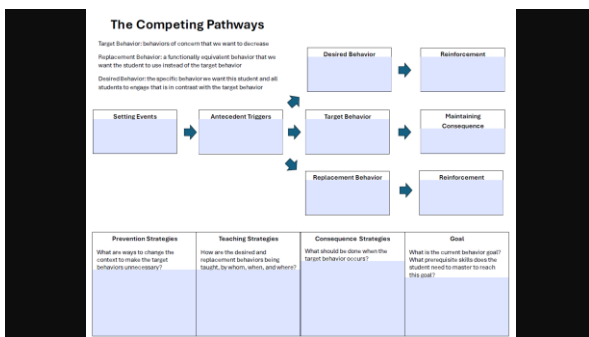 The Competing Pathways
Target Behavior: behaviors of concern that we want to decrease
Replacement Behavior: a functionally equivalent behavior that we
want the student to use instead of the target behavior
Desired Behavior: the specific behavior we want this student and all
students to engage that is in contrast with the target behavior
Desired Behavior
Reinforcement
Setting Events
Antecedent Triggers
Target Behavior
Maintaining
Consequence
Replacement Behavior
Reinforcement
Prevention Strategies
What are ways to change the
context to make the target
behaviors unnecessary?
Teaching Strategies
How are the desired and
replacement behaviors being
taught, by whom, when, and where?
Consequence Strategies
What should be done when the
target behavior occurs?
Goal
What is the current behavior goal?
What prerequisite skills does the
student need to master to reach
this goal?